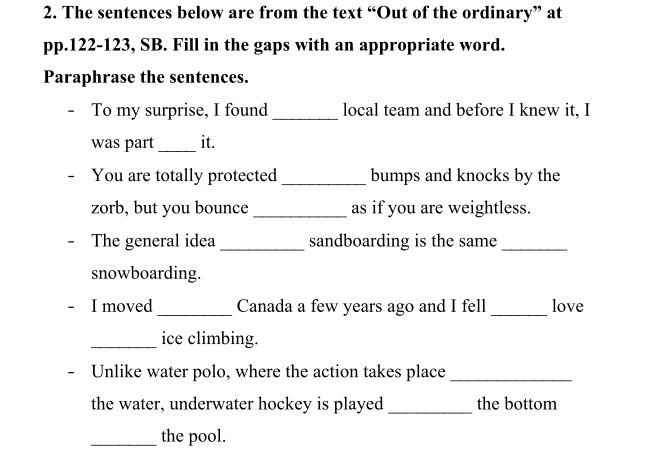 2. The sentences below are from the text “Out of the ordinary” at
pp.122-123, SB. Fill in the gaps with an appropriate word.
Paraphrase the sentences.
- To my surprise, I found _______ local team and before I knew it, I
was part ____ it.
- You are totally protected _________ bumps and knocks by the
zorb, but you bounce __________ as if you are weightless.
- The general idea _________ sandboarding is the same _______
snowboarding.
- I moved ________ Canada a few years ago and I fell ______ love
_______ ice climbing.
- Unlike water polo, where the action takes place _____________
the water, underwater hockey is played _________ the bottom
_______ the pool.